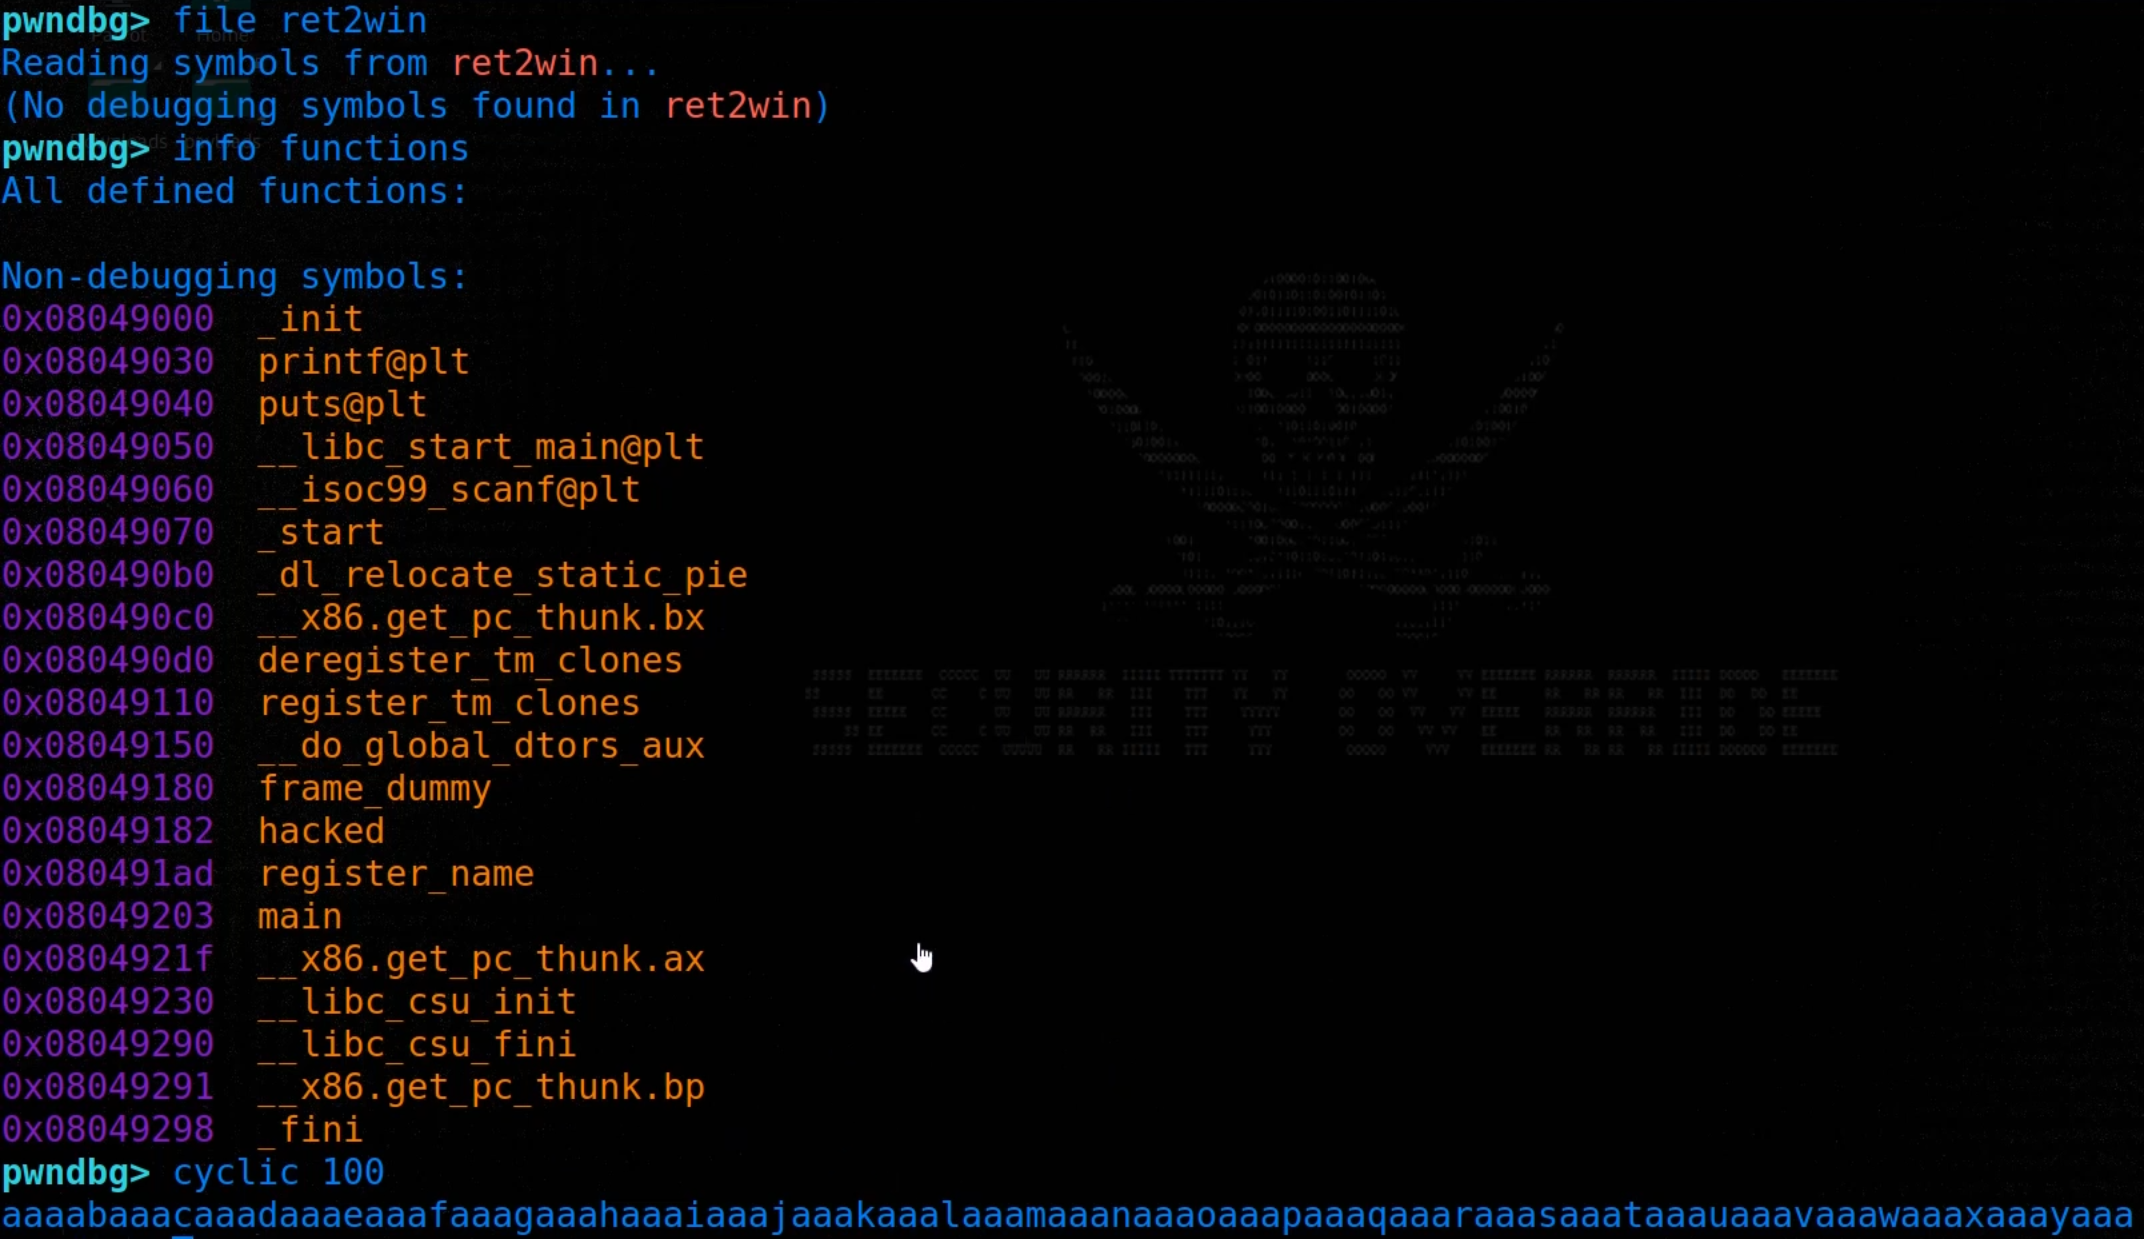 pwndbg> file ret2win
Reading symbols from ret2win...
(No debugging symbols found in ret2win)
pwndbg> info functions
All defined functions:
Non-debugging symbols:
0x08049000  _init
0x08049030  printf@plt
0x08049040  puts@plt
0x08049050  __libc_start_main@plt
0x08049060  __isoc99_scanf@plt
0x08049070  _start
0x080490b0  _dl_relocate_static_pie
0x080490c0  __x86.get_pc_thunk.bx
0x080490d0  deregister_tm_clones
0x08049110  register_tm_clones
0x08049150  __do_global_dtors_aux
0x08049180  frame_dummy
0x08049182  hacked
0x080491ad  register_name
0x08049203  main
0x0804921f  __x86.get_pc_thunk.ax
0x08049230  __libc_csu_init
0x08049290  __libc_csu_fini
0x08049291  __x86.get_pc_thunk.bp
0x08049298  _fini
pwndbg> cyclic 100
aaaabaaacaaadaaaeaaafaaagaaahaaaiaaajaaakaaalaaamaaanaaaoaaapaaaqaaaraaasaaataaauaaavaaawaaaxaaayaaa
SECURITY OVERRIDE